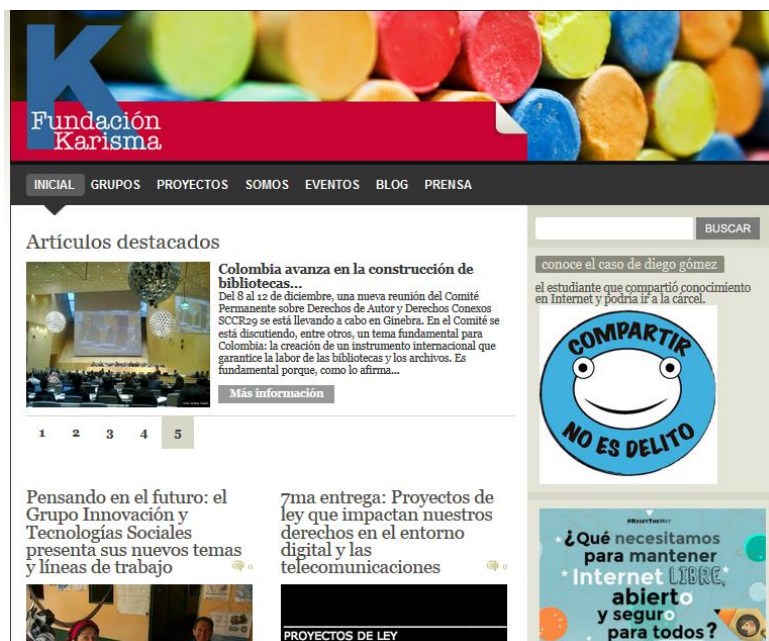 K
Fundación
Karisma
INICIAL GRUPOS PROYECTOS SOMOS EVENTOS BLOG PRENSA
Artículos destacados
Colombia avanza en la construcción de
bibliotecas...
Del 8 al 12 de diciembre, una nueva reunión del Comité
Permanente sobre Derechos de Autor y Derechos Conexos
SCCR29 se está llevando a cabo en Ginebra. En el Comité se
está discutiendo, entre otros, un tema fundamental para
Colombia: la creación de un instrumento internacional que
garantice la labor de las bibliotecas y los archivos. Es
fundamental porque, como lo afirma...
Más información
1 2 3 4 5
Pensando en el futuro: el
Grupo Innovación y
Tecnologías Sociales
presenta sus nuevos temas
y líneas de trabajo 0
7ma entrega: Proyectos de
ley que impactan nuestros
derechos en el entorno
digital y las
telecomunicaciones 0
PROYECTOS DE LEY
BUSCAR
conoce el caso de diego gómez
el estudiante que compartió conocimiento
en Internet y podría ir a la cárcel.
COMPARTIR
NO ES DELITO
#RESETTHENET
¿Qué necesitamos
para mantener
Internet LIBRE,
abierto
y seguro
para todos?